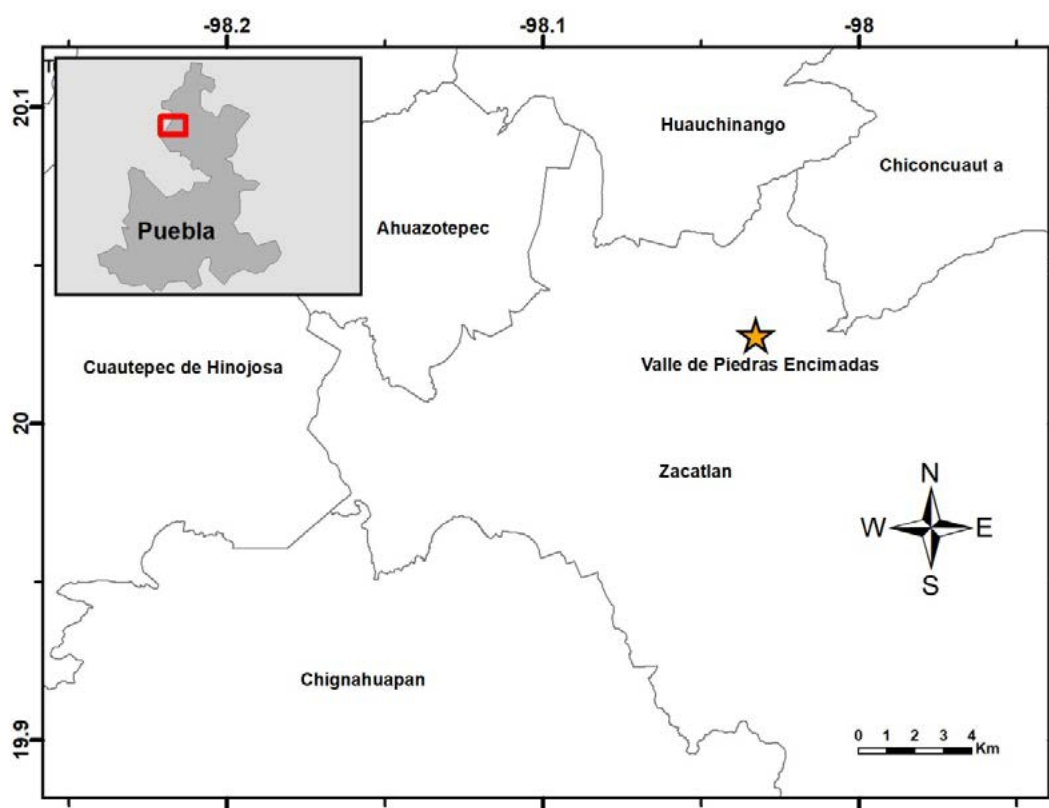 -98.2
-98.1
-98
20.1
20
19.9
Puebla
Huauchinango
Chiconcuaut a
Ahuazotepec
Cuautepec de Hinojosa
Valle de Piedras Encimadas
Zacatlan
N
W
E
S
Chignahuapan
0 1 2 3 4
Km